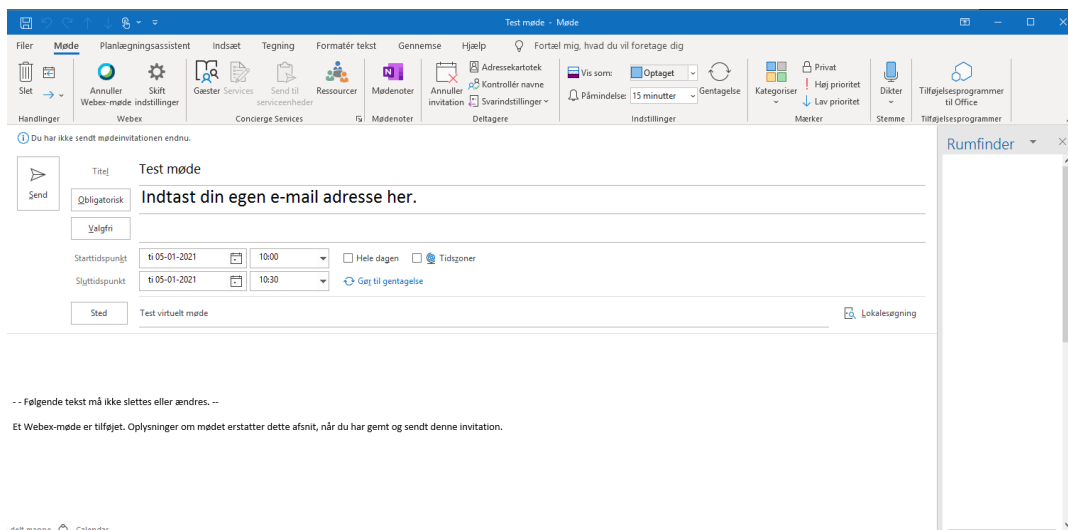 Test møde - Møde
Filer Møde Planlægningsassistent Indsæt Tegning Formatér tekst Gennemse Hjælp Fortæl mig, hvad du vil foretage dig
Slet
Handlinger
Annuller
Webex-møde
Skift
indstillinger
Webex
Gæster
Services
Send til
serviceenheder
Ressourcer
Concierge Services
Mødenoter
Mødenoter
Annuller
invitation
Adressekartotek
Kontrollér navne
Svarindstillinger
Deltagere
Vis som: Optaget
Påmindelse: 15 minutter
Gentagelse
Indstillinger
Kategoriser
Privat
Høj prioritet
Lav prioritet
Mærker
Dikter
Stemme
Tilføjelsesprogrammer
til Office
Tilføjelsesprogrammer
Du har ikke sendt mødeinvitationen endnu.
Rumfinder
Send
Titel Test møde
Obligatorisk Indtast din egen e-mail adresse her.
Valgfri
Starttidspunkt ti 05-01-2021 10:00 Hele dagen Tidszoner
Sluttidspunkt ti 05-01-2021 10:30 Gør til gentagelse
Sted Test virtuelt møde Lokalesøgning
- - Følgende tekst må ikke slettes eller ændres. --
Et Webex-møde er tilføjet. Oplysninger om mødet erstatter dette afsnit, når du har gemt og sendt denne invitation.